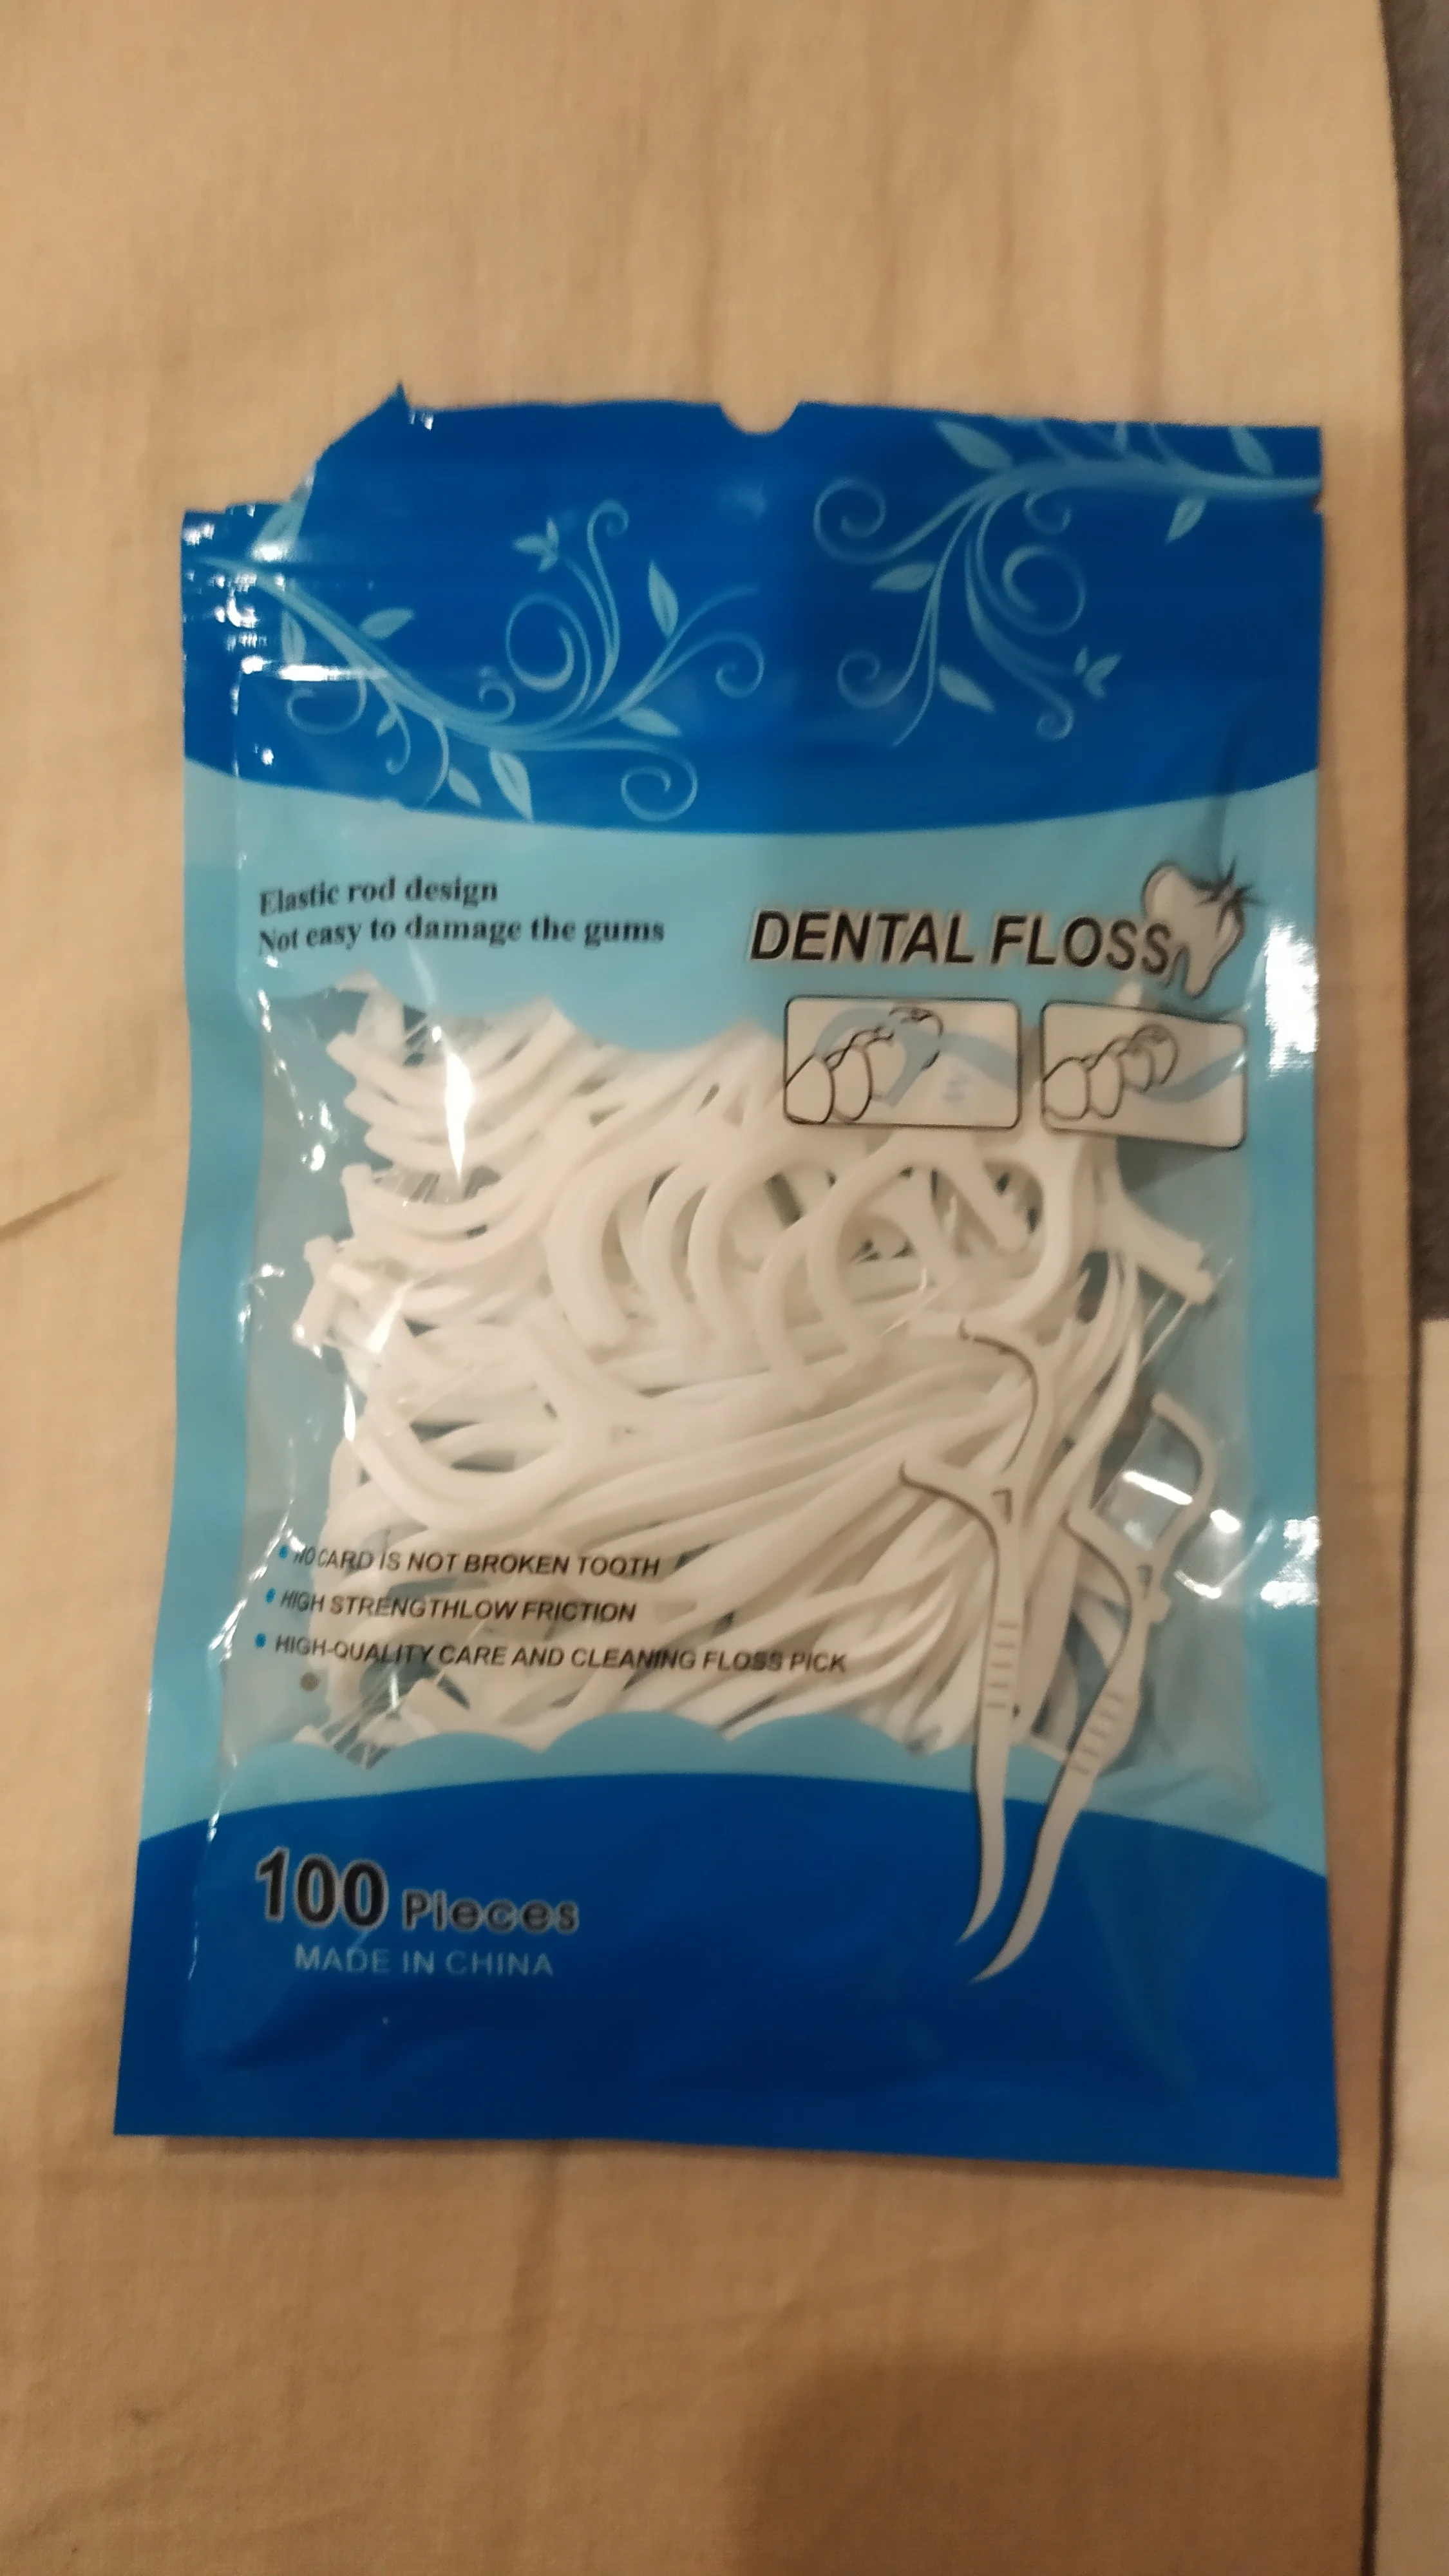 Elastic rod design
Not easy to damage the gums
DENTAL FLOSS
NO CARD IS NOT BROKEN TOOTH
HIGH STRENGTHLOW FRICTION
HIGH-QUALITY CARE AND CLEANING FLOSS PICK
100 Pieces
MADE IN CHINA